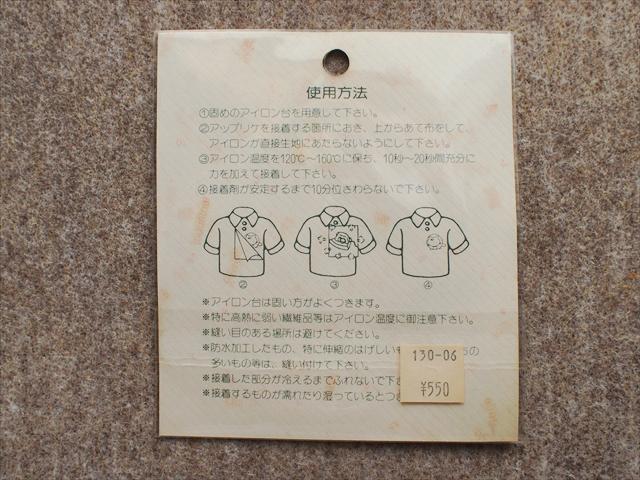 使用方法
①固めのアイロン台を用意して下さい。
②アップリケを接着する箇所におき、上からあて布をして、
アイロンが直接生地にあたらないようにして下さい。
③アイロン温度を120℃〜160℃に保ち、10秒〜20秒間充分に
力を加えて接着して下さい。
④接着剤が安定するまで10分位さわらないで下さい。
② ③ ④
※アイロン台は固い方がよくつきます。
※特に高熱に弱い繊維品等はアイロン温度に御注意下さい。
※縫い目のある場所は避けてください。
※防水加工したもの、特に伸縮のはげしい ちの
多いもの等は、縫い付けて下さい。
※接着した部分が冷えるまでふれないで下
※接着するものが濡れたり湿っているとつき
130-06
¥550